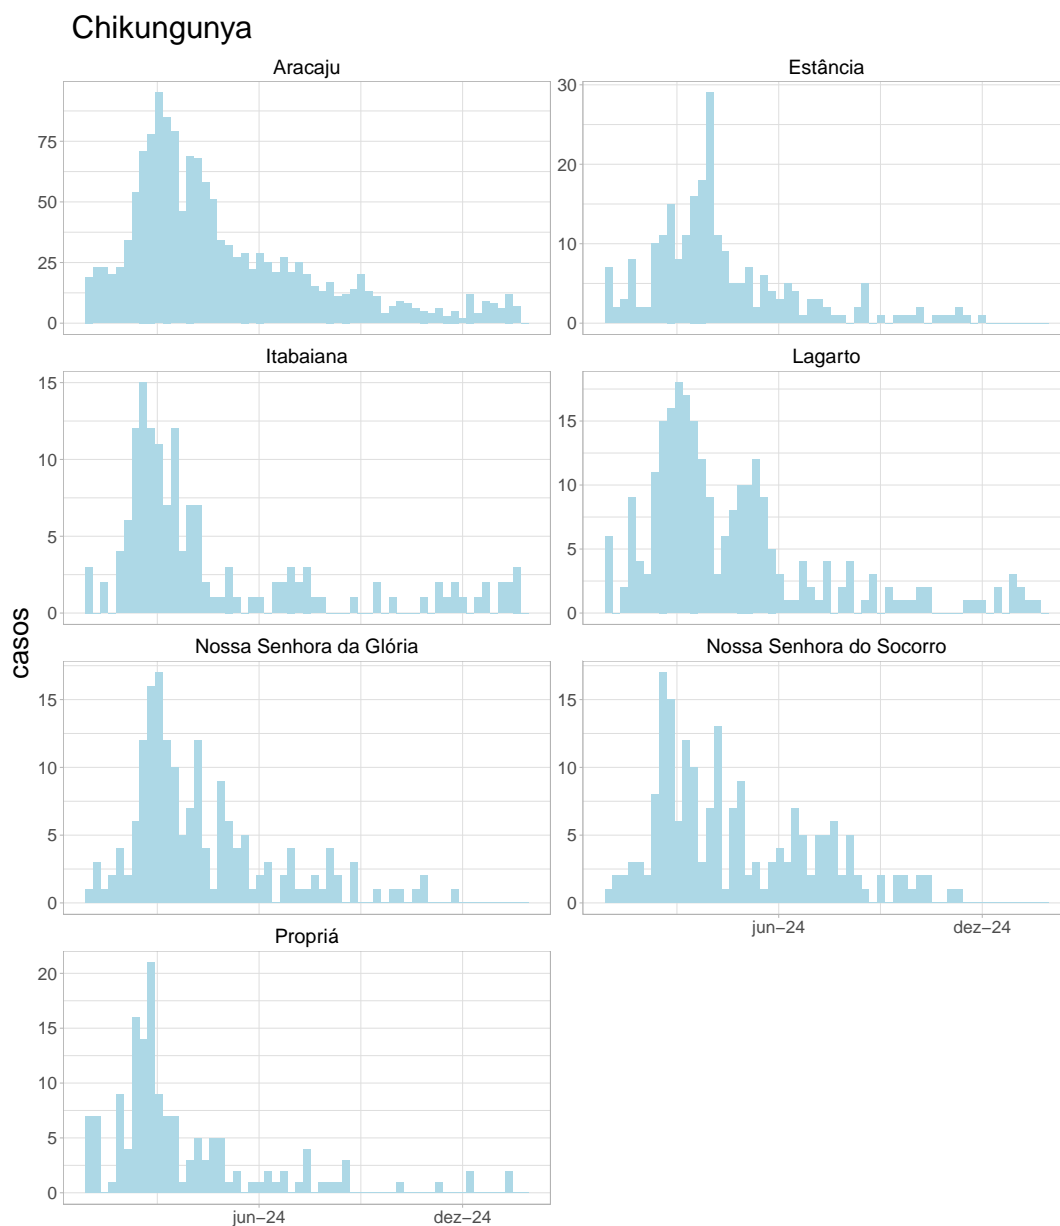 Chikungunya
Aracaju
Estância
75
50
25
0
30
20
10
0
Itabaiana
Lagarto
15
10
5
0
15
10
5
0
casos
Nossa Senhora da Glória
Nossa Senhora do Socorro
15
10
5
0
15
10
5
0
jun−24
dez−24
Propriá
20
15
10
5
0
jun−24
dez−24